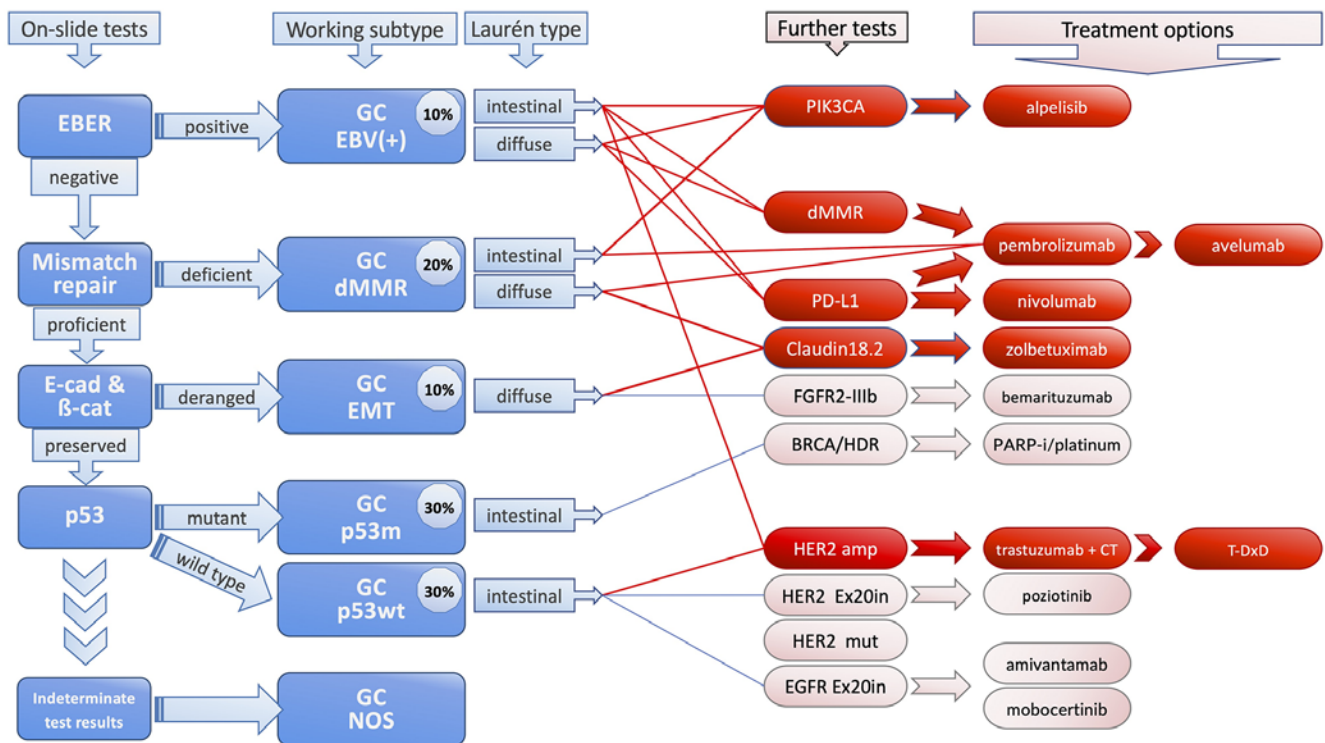 On-slide tests
Working subtype
Laurén type
Further tests
Treatment options
EBER
positive
GC
EBV(+)
10%
intestinal
diffuse
PIK3CA
alpelisib
negative
dMMR
Mismatch
repair
deficient
GC
dMMR
20%
intestinal
diffuse
pembrolizumab
avelumab
PD-L1
nivolumab
proficient
Claudin18.2
zolbetuximab
E-cad &
ß-cat
deranged
GC
EMT
10%
diffuse
FGFR2-IIIb
bemarituzumab
preserved
BRCA/HDR
PARP-i/platinum
p53
mutant
GC
p53m
30%
intestinal
HER2 amp
trastuzumab + CT
T-DxD
wild type
GC
p53wt
30%
intestinal
HER2 Ex20in
poziotinib
HER2 mut
amivantamab
EGFR Ex20in
mobocertinib
Indeterminate
test results
GC
NOS